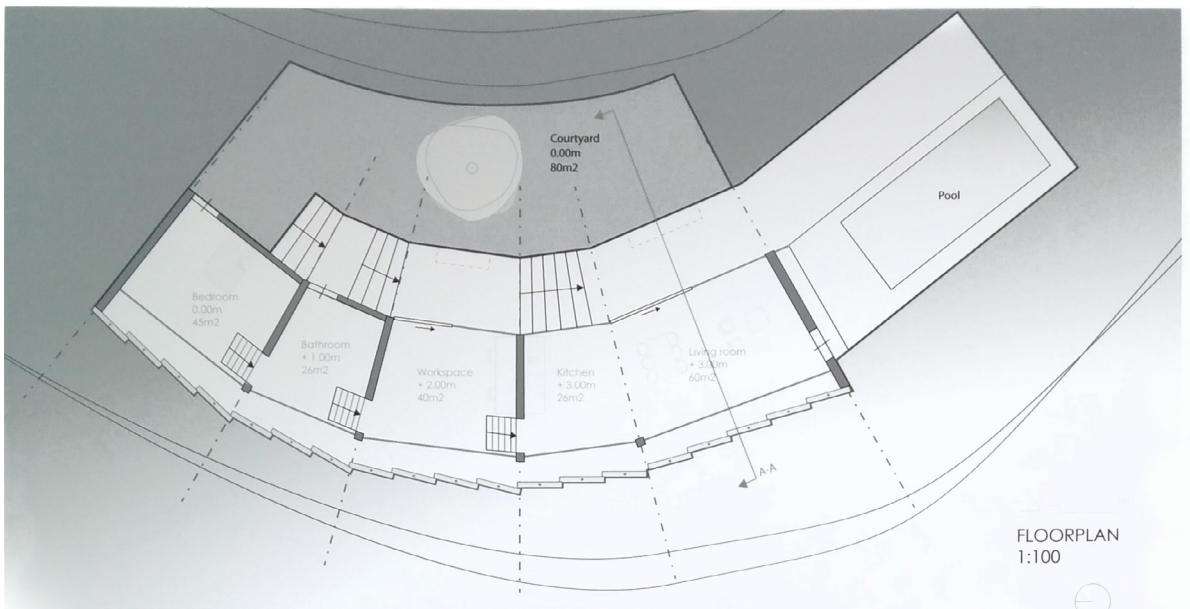 Courtyard
0.00m
80m2
Pool
Bedroom
0.00m
45m2
Bathroom
+ 1.00m
26m2
Workspace
+ 2.00m
40m2
Kitchen
+ 3.00m
26m2
Living room
+ 3.00m
60m2
A-A
FLOORPLAN
1:100